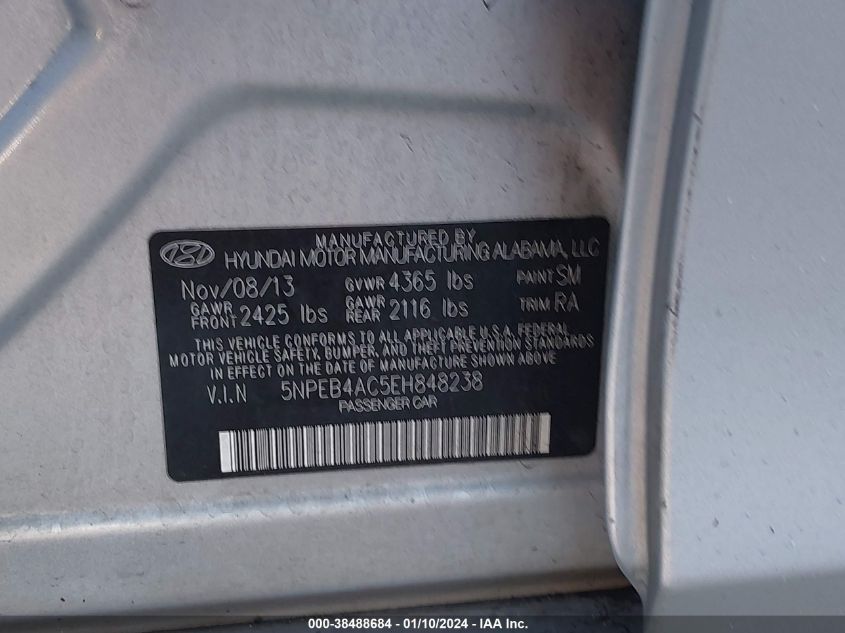 MANUFACTURED BY
HYUNDAI MOTOR MANUFACTURING ALABAMA, LLC
Nov/08/13 GVWR 4365 lbs PAINT SM
GAWR FRONT 2425 lbs GAWR REAR 2116 lbs TRIM RA
THIS VEHICLE CONFORMS TO ALL APPLICABLE U.S.A. FEDERAL
MOTOR VEHICLE SAFETY, BUMPER, AND THEFT PREVENTION STANDARDS
IN EFFECT ON THE DATE OF MANUFACTURE SHOWN ABOVE
V.I.N 5NPEB4AC5EH848238
PASSENGER CAR
000-38488684 - 01/10/2024 - © IAA, Inc.